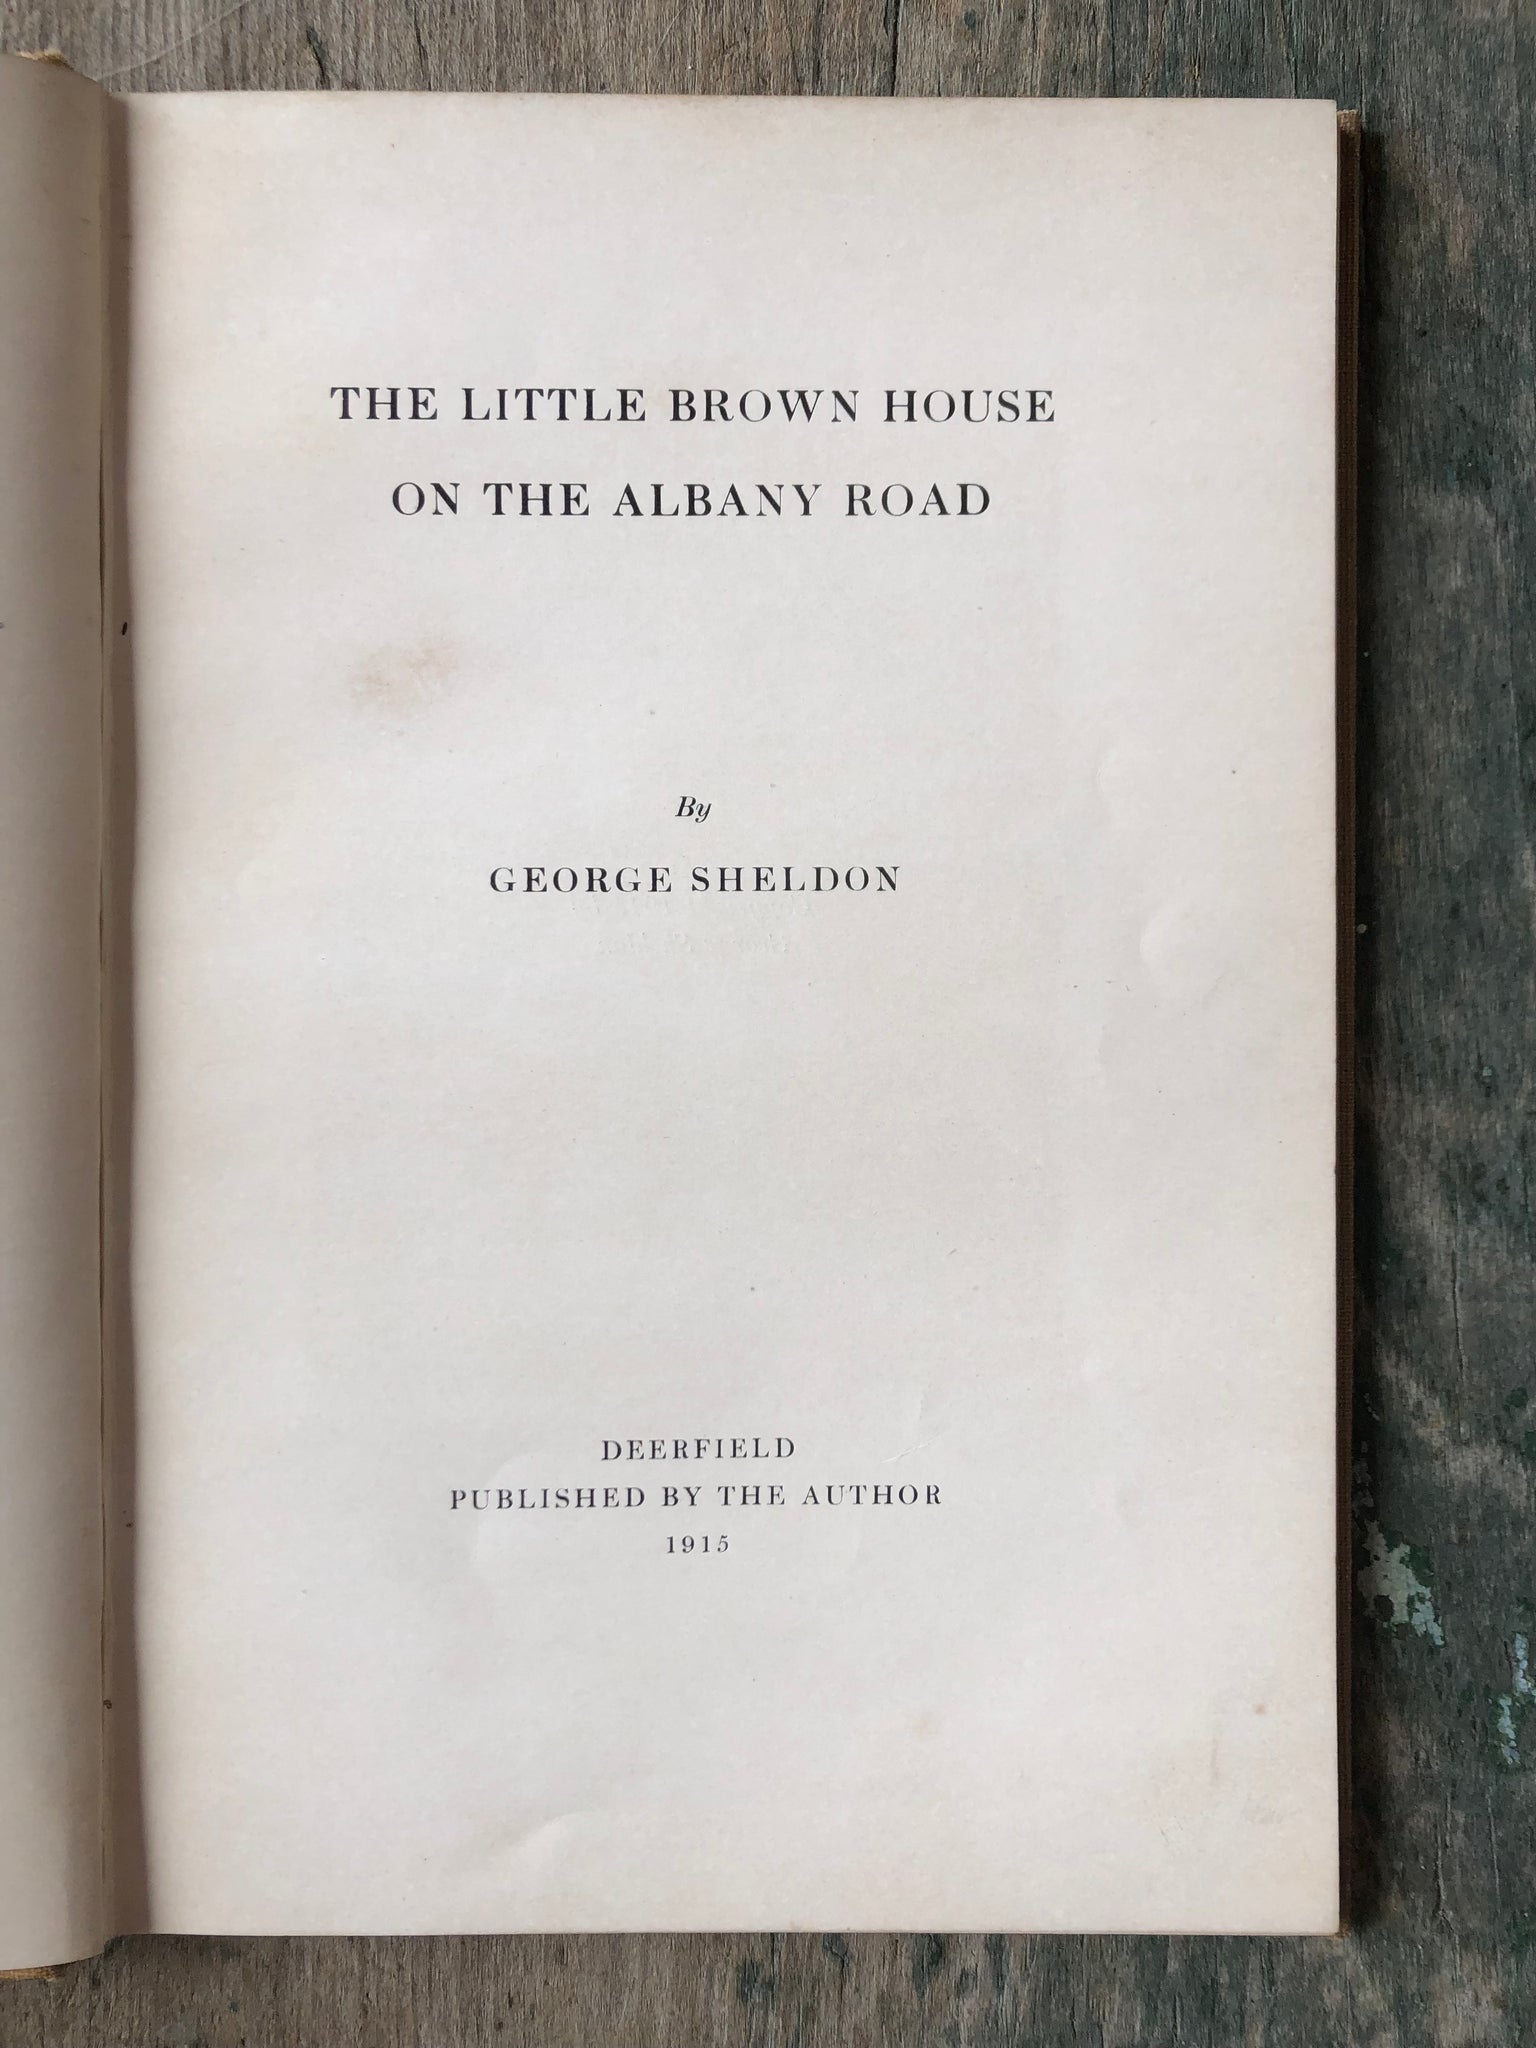 THE LITTLE BROWN HOUSE
ON THE ALBANY ROAD
By
GEORGE SHELDON
DEERFIELD
PUBLISHED BY THE AUTHOR
1915